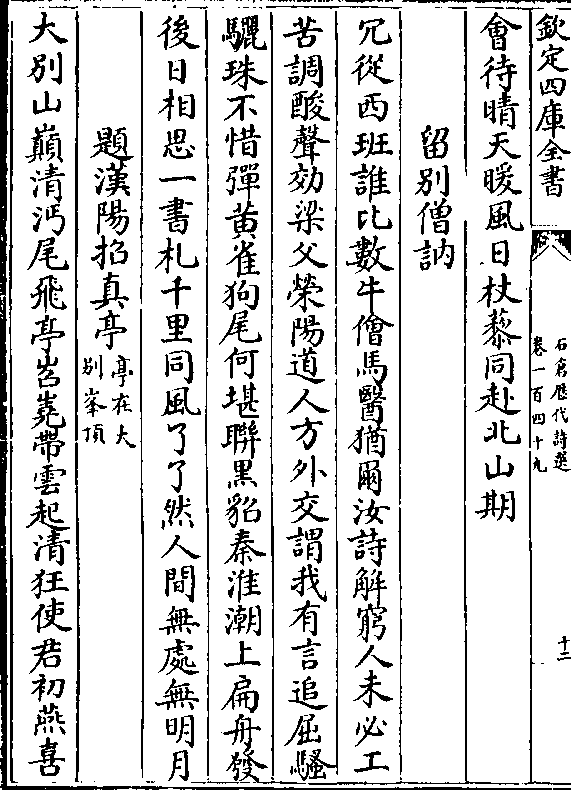 欽定四庫全書
石倉歷代詩選
卷一百四十九
十二
會待晴天暖風日杖藜同赴北山期
留别僧訥
冗從西班誰比數牛僧馬醫猶爾汝詩解窮人未必工
苦調酸聲効梁父榮陽道人方外交謂我有言追屈騷
驪珠不惜彈黄雀狗尾何堪聯黒貂秦淮潮上扁舟發
後日相思一書札千里同風了了然人間無處無明月
題漢陽招真亭
亭在大
别峯頂
大别山巔清沔尾飛亭岧嶤帶雲起清狂使君初燕喜